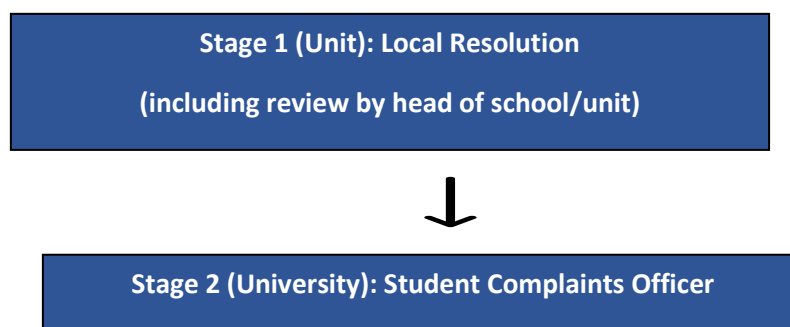 Stage 1 (Unit): Local Resolution
(including review by head of school/unit)
Stage 2 (University): Student Complaints Officer